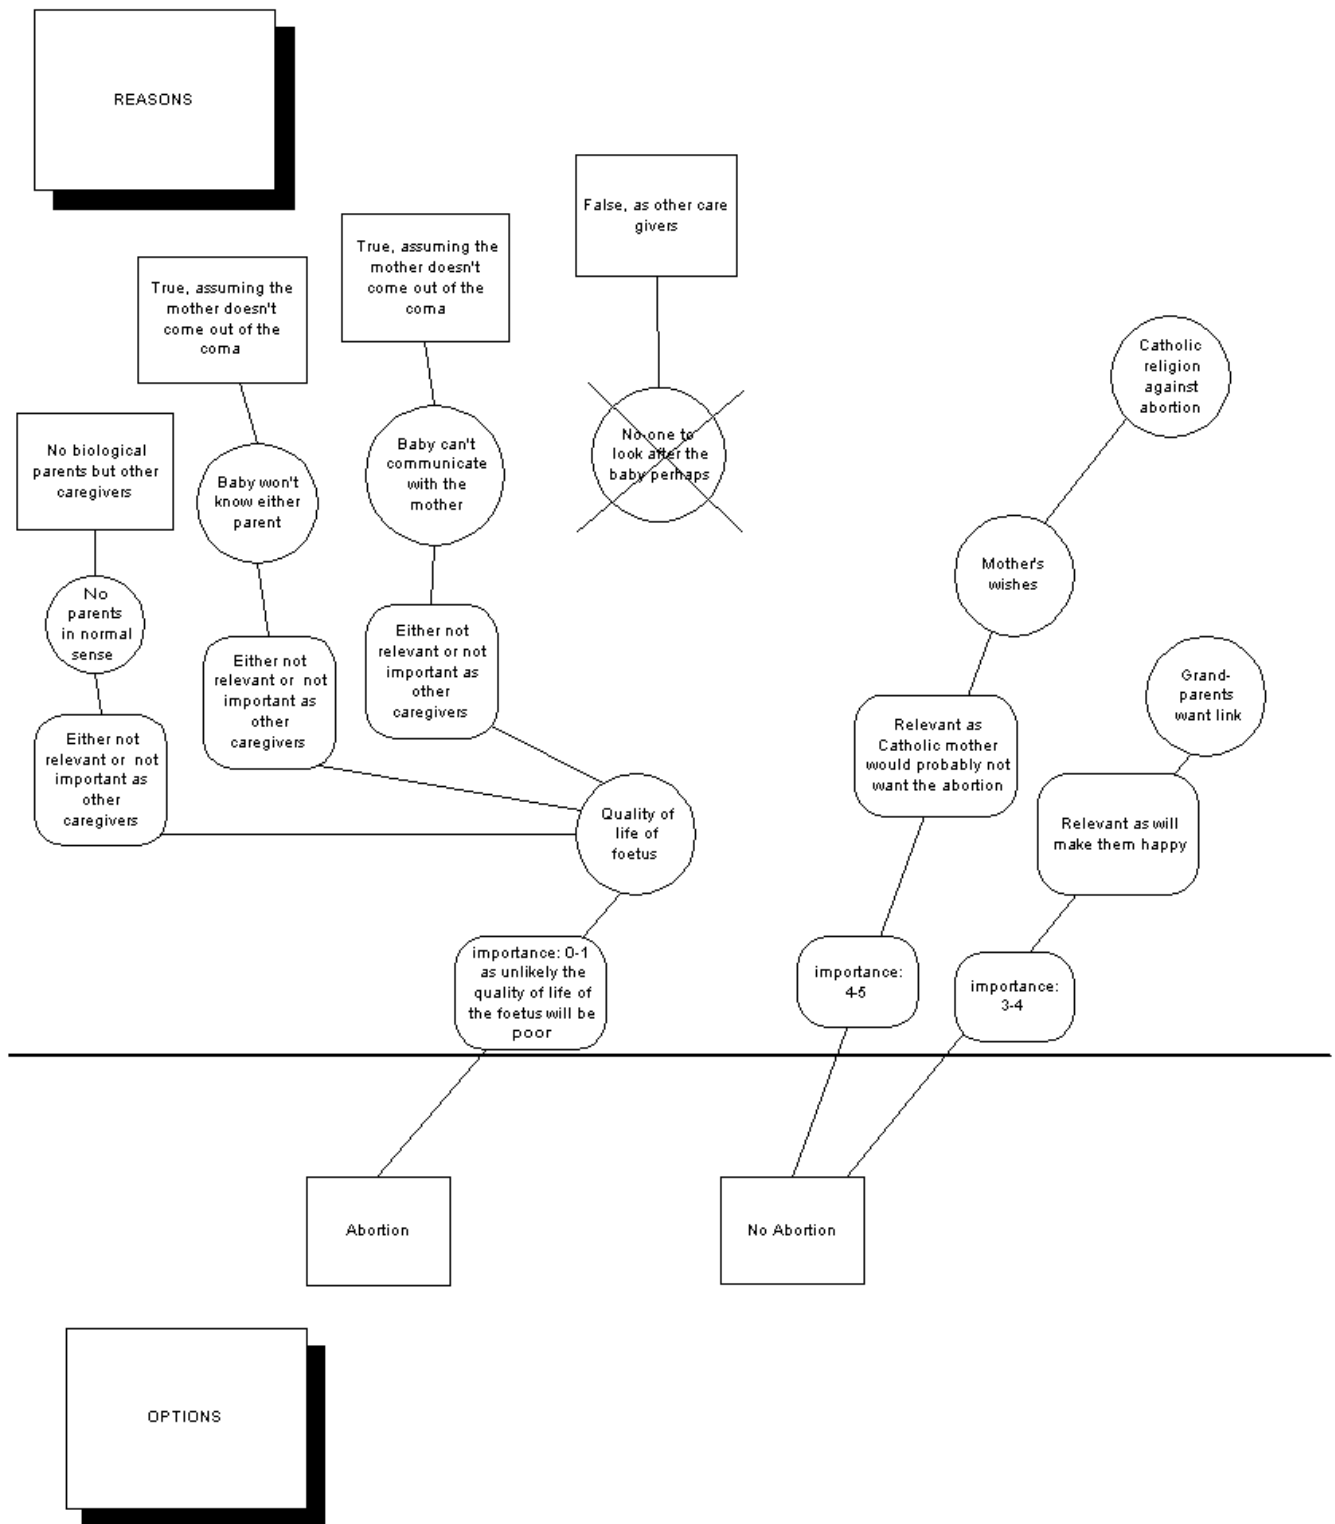 REASONS
False, as other care
givers
True, assuming the
mother doesn't
come out of the
coma
True, assuming the
mother doesn't
come out of the
coma
Catholic
religion
against
abortion
No biological
parents but other
caregivers
Baby won't
know either
parent
Baby can't
communicate
with the
mother
No-one to
look after the
baby perhaps
Mother's
wishes
No
parents
in normal
sense
Either not
relevant or not
important as
other
caregivers
Either not
relevant or not
important as
other
caregivers
Either not
relevant or not
important as
other
caregivers
Grand-
parents
want link
Relevant as
Catholic mother
would probably not
want the abortion
Quality of
life of
foetus
Relevant as will
make them happy
importance: 0-1
as unlikely the
quality of life of
the foetus will be
poor
importance:
4-5
importance:
3-4
Abortion
No Abortion
OPTIONS